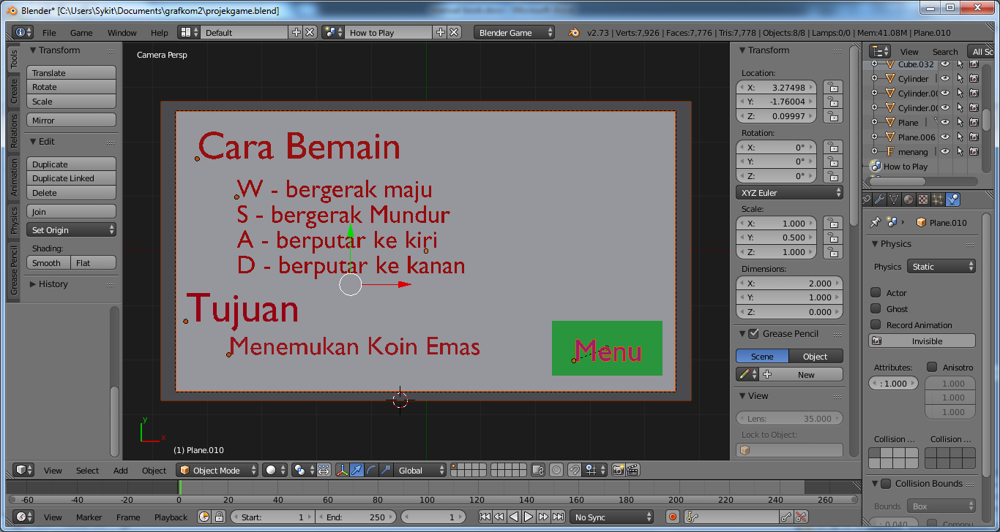 Blender* [C:\Users\Sykit\Documents\grafkom2\projekgame.blend]
File Game Window Help Default How to Play Blender Game v2.73 | Verts:7,926 | Faces:7,776 | Tris:7,778 | Objects:8/8 | Lamps:0/0 | Mem:41.08M | Plane.010
Tools
Create
Relations
Animation
Physics
Grease Pencil
Transform
Translate
Rotate
Scale
Mirror
Edit
Duplicate
Duplicate Linked
Delete
Join
Set Origin
Shading:
Smooth Flat
History
Camera Persp
Cara Bemain
W - bergerak maju
S - bergerak Mundur
A - berputar ke kiri
D - berputar ke kanan
Tujuan
Menemukan Koin Emas
Menu
y
x
(1) Plane.010
Transform
Location:
X: 3.27498
Y: -1.76004
Z: 0.09997
Rotation:
X: 0°
Y: 0°
Z: 0°
XYZ Euler
Scale:
X: 1.000
Y: 0.500
Z: 1.000
Dimensions:
X: 2.000
Y: 1.000
Z: 0.000
Grease Pencil
Scene Object
New
View
Lens: 35.000
Lock to Object:
View Search All Sc
Cube.032
Cylinder
Cylinder.00
Cylinder.00
Plane
Plane.006
menang
How to Play
Plane.010
Physics
Physics Static
Actor
Ghost
Record Animation
Invisible
Attributes: Anisotro
: 1.000 1.000
1.000
1.000
Collision ... Collision ...
Collision Bounds
Bounds Box
0.040 Compou
View Select Add Object Object Mode Global
-60 -40 -20 0 20 40 60 80 100 120 140 160 180 200 220 240 260
View Marker Frame Playback Start: 1 End: 250 1 No Sync